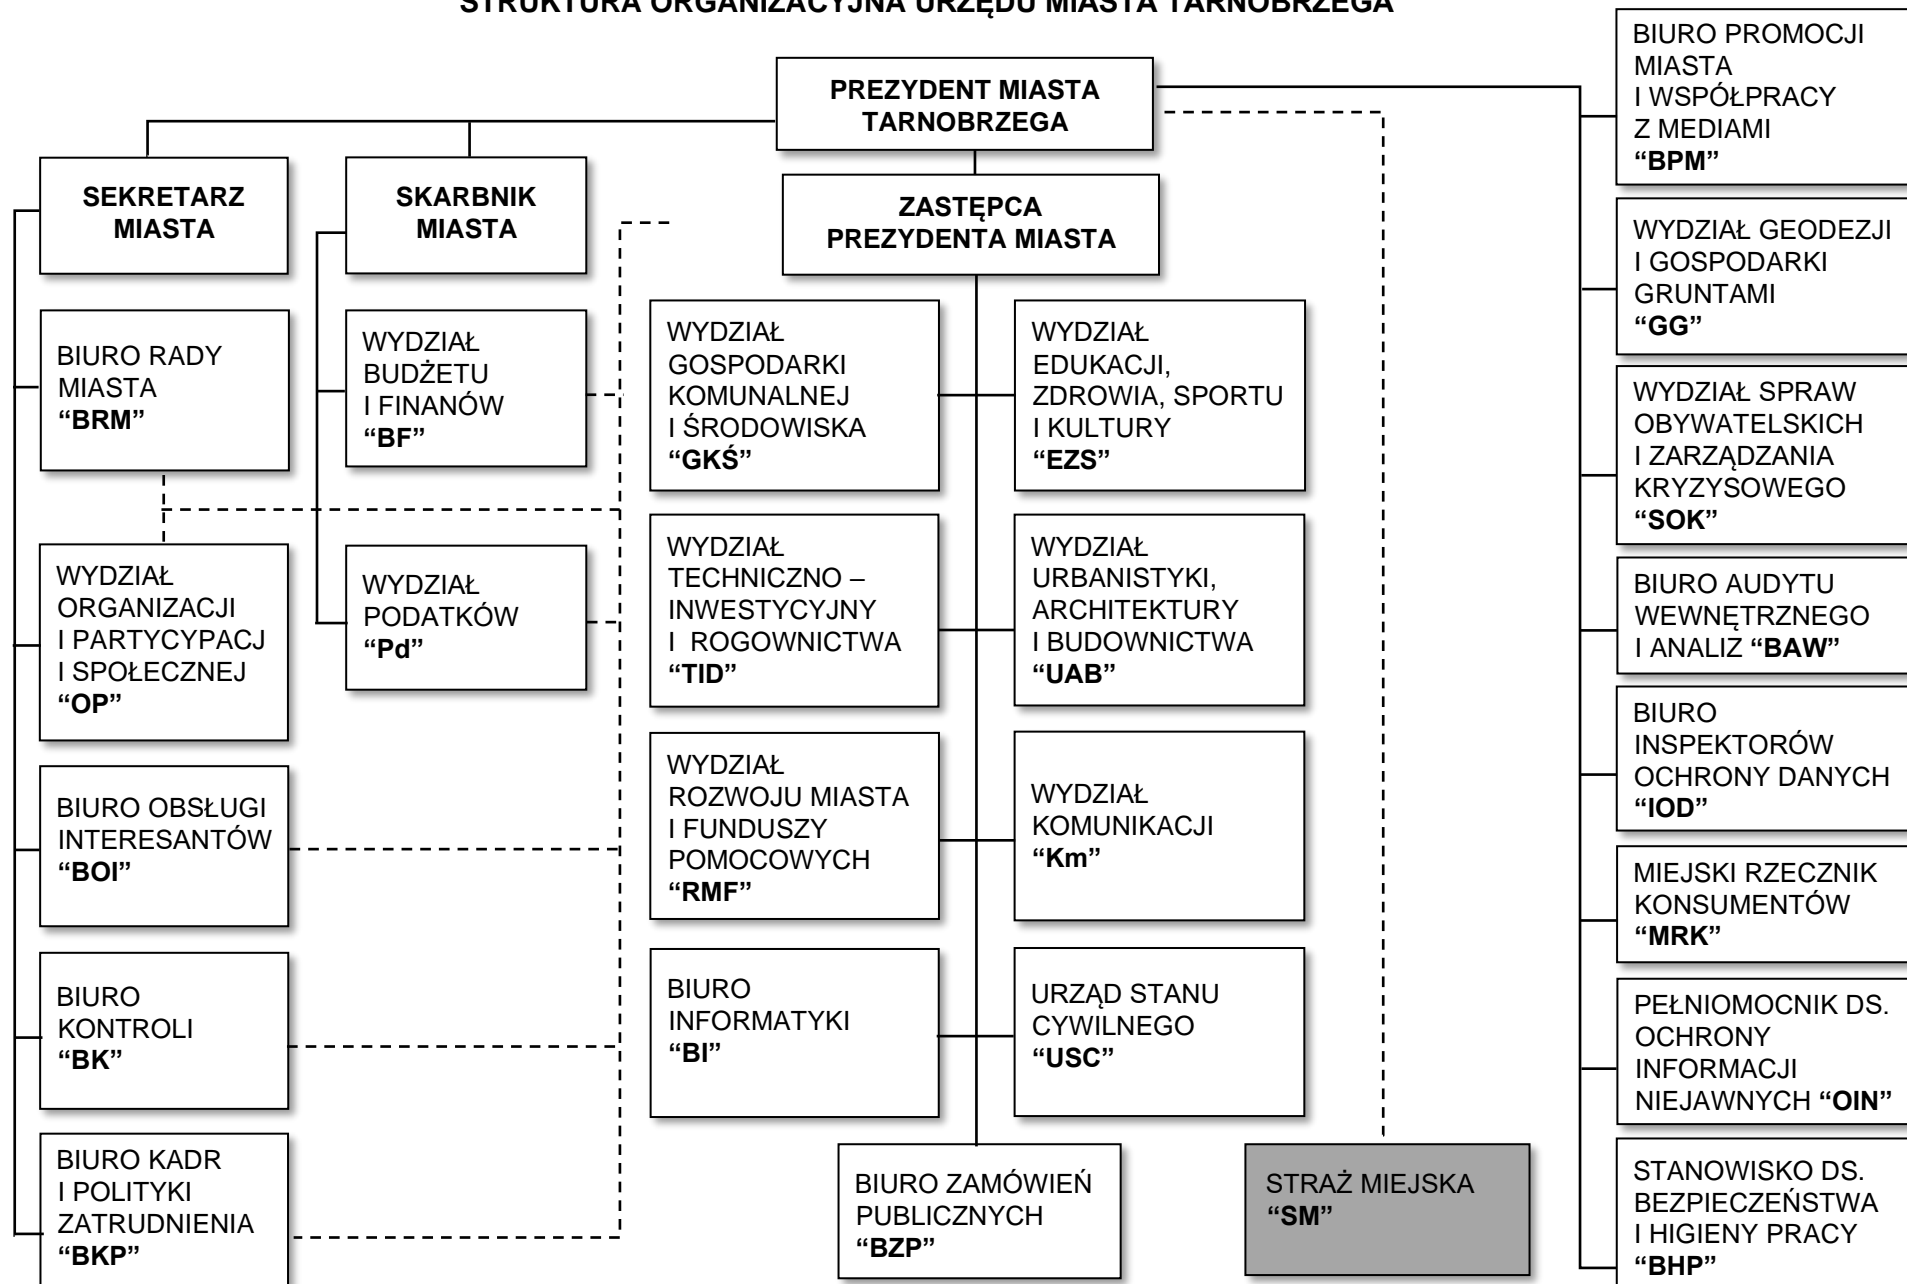 STRUKTURA ORGANIZACYJNA URZĘDU MIASTA TARNOBRZEGA
PREZYDENT MIASTA
TARNOBRZEGA
SEKRETARZ
MIASTA
SKARBNIK
MIASTA
ZASTĘPCA
PREZYDENTA MIASTA
BIURO RADY
MIASTA
“BRM”
WYDZIAŁ
ORGANIZACJI
I PARTYCYPACJ
I SPOŁECZNEJ
“OP”
BIURO OBSŁUGI
INTERESANTÓW
“BOI”
BIURO
KONTROLI
“BK”
BIURO KADR
I POLITYKI
ZATRUDNIENIA
“BKP”
WYDZIAŁ
BUDŻETU
I FINANÓW
“BF”
WYDZIAŁ
PODATKÓW
“Pd”
WYDZIAŁ
GOSPODARKI
KOMUNALNEJ
I ŚRODOWISKA
“GKŚ”
WYDZIAŁ
EDUKACJI,
ZDROWIA, SPORTU
I KULTURY
“EZS”
WYDZIAŁ
TECHNICZNO –
INWESTYCYJNY
I ROGOWNICTWA
“TID”
WYDZIAŁ
URBANISTYKI,
ARCHITEKTURY
I BUDOWNICTWA
“UAB”
WYDZIAŁ
ROZWOJU MIASTA
I FUNDUSZY
POMOCOWYCH
“RMF”
WYDZIAŁ
KOMUNIKACJI
“Km”
BIURO
INFORMATYKI
“BI”
URZĄD STANU
CYWILNEGO
“USC”
BIURO ZAMÓWIEŃ
PUBLICZNYCH
“BZP”
STRAŻ MIEJSKA
“SM”
BIURO PROMOCJI
MIASTA
I WSPÓŁPRACY
Z MEDIAMI
“BPM”
WYDZIAŁ GEODEZJI
I GOSPODARKI
GRUNTAMI
“GG”
WYDZIAŁ SPRAW
OBYWATELSKICH
I ZARZĄDZANIA
KRYZYSOWEGO
“SOK”
BIURO AUDYTU
WEWNĘTRZNEGO
I ANALIZ “BAW”
BIURO
INSPEKTORÓW
OCHRONY DANYCH
“IOD”
MIEJSKI RZECZNIK
KONSUMENTÓW
“MRK”
PEŁNIOMOCNIK DS.
OCHRONY
INFORMACJI
NIEJAWNYCH “OIN”
STANOWISKO DS.
BEZPIECZEŃSTWA
I HIGIENY PRACY
“BHP”